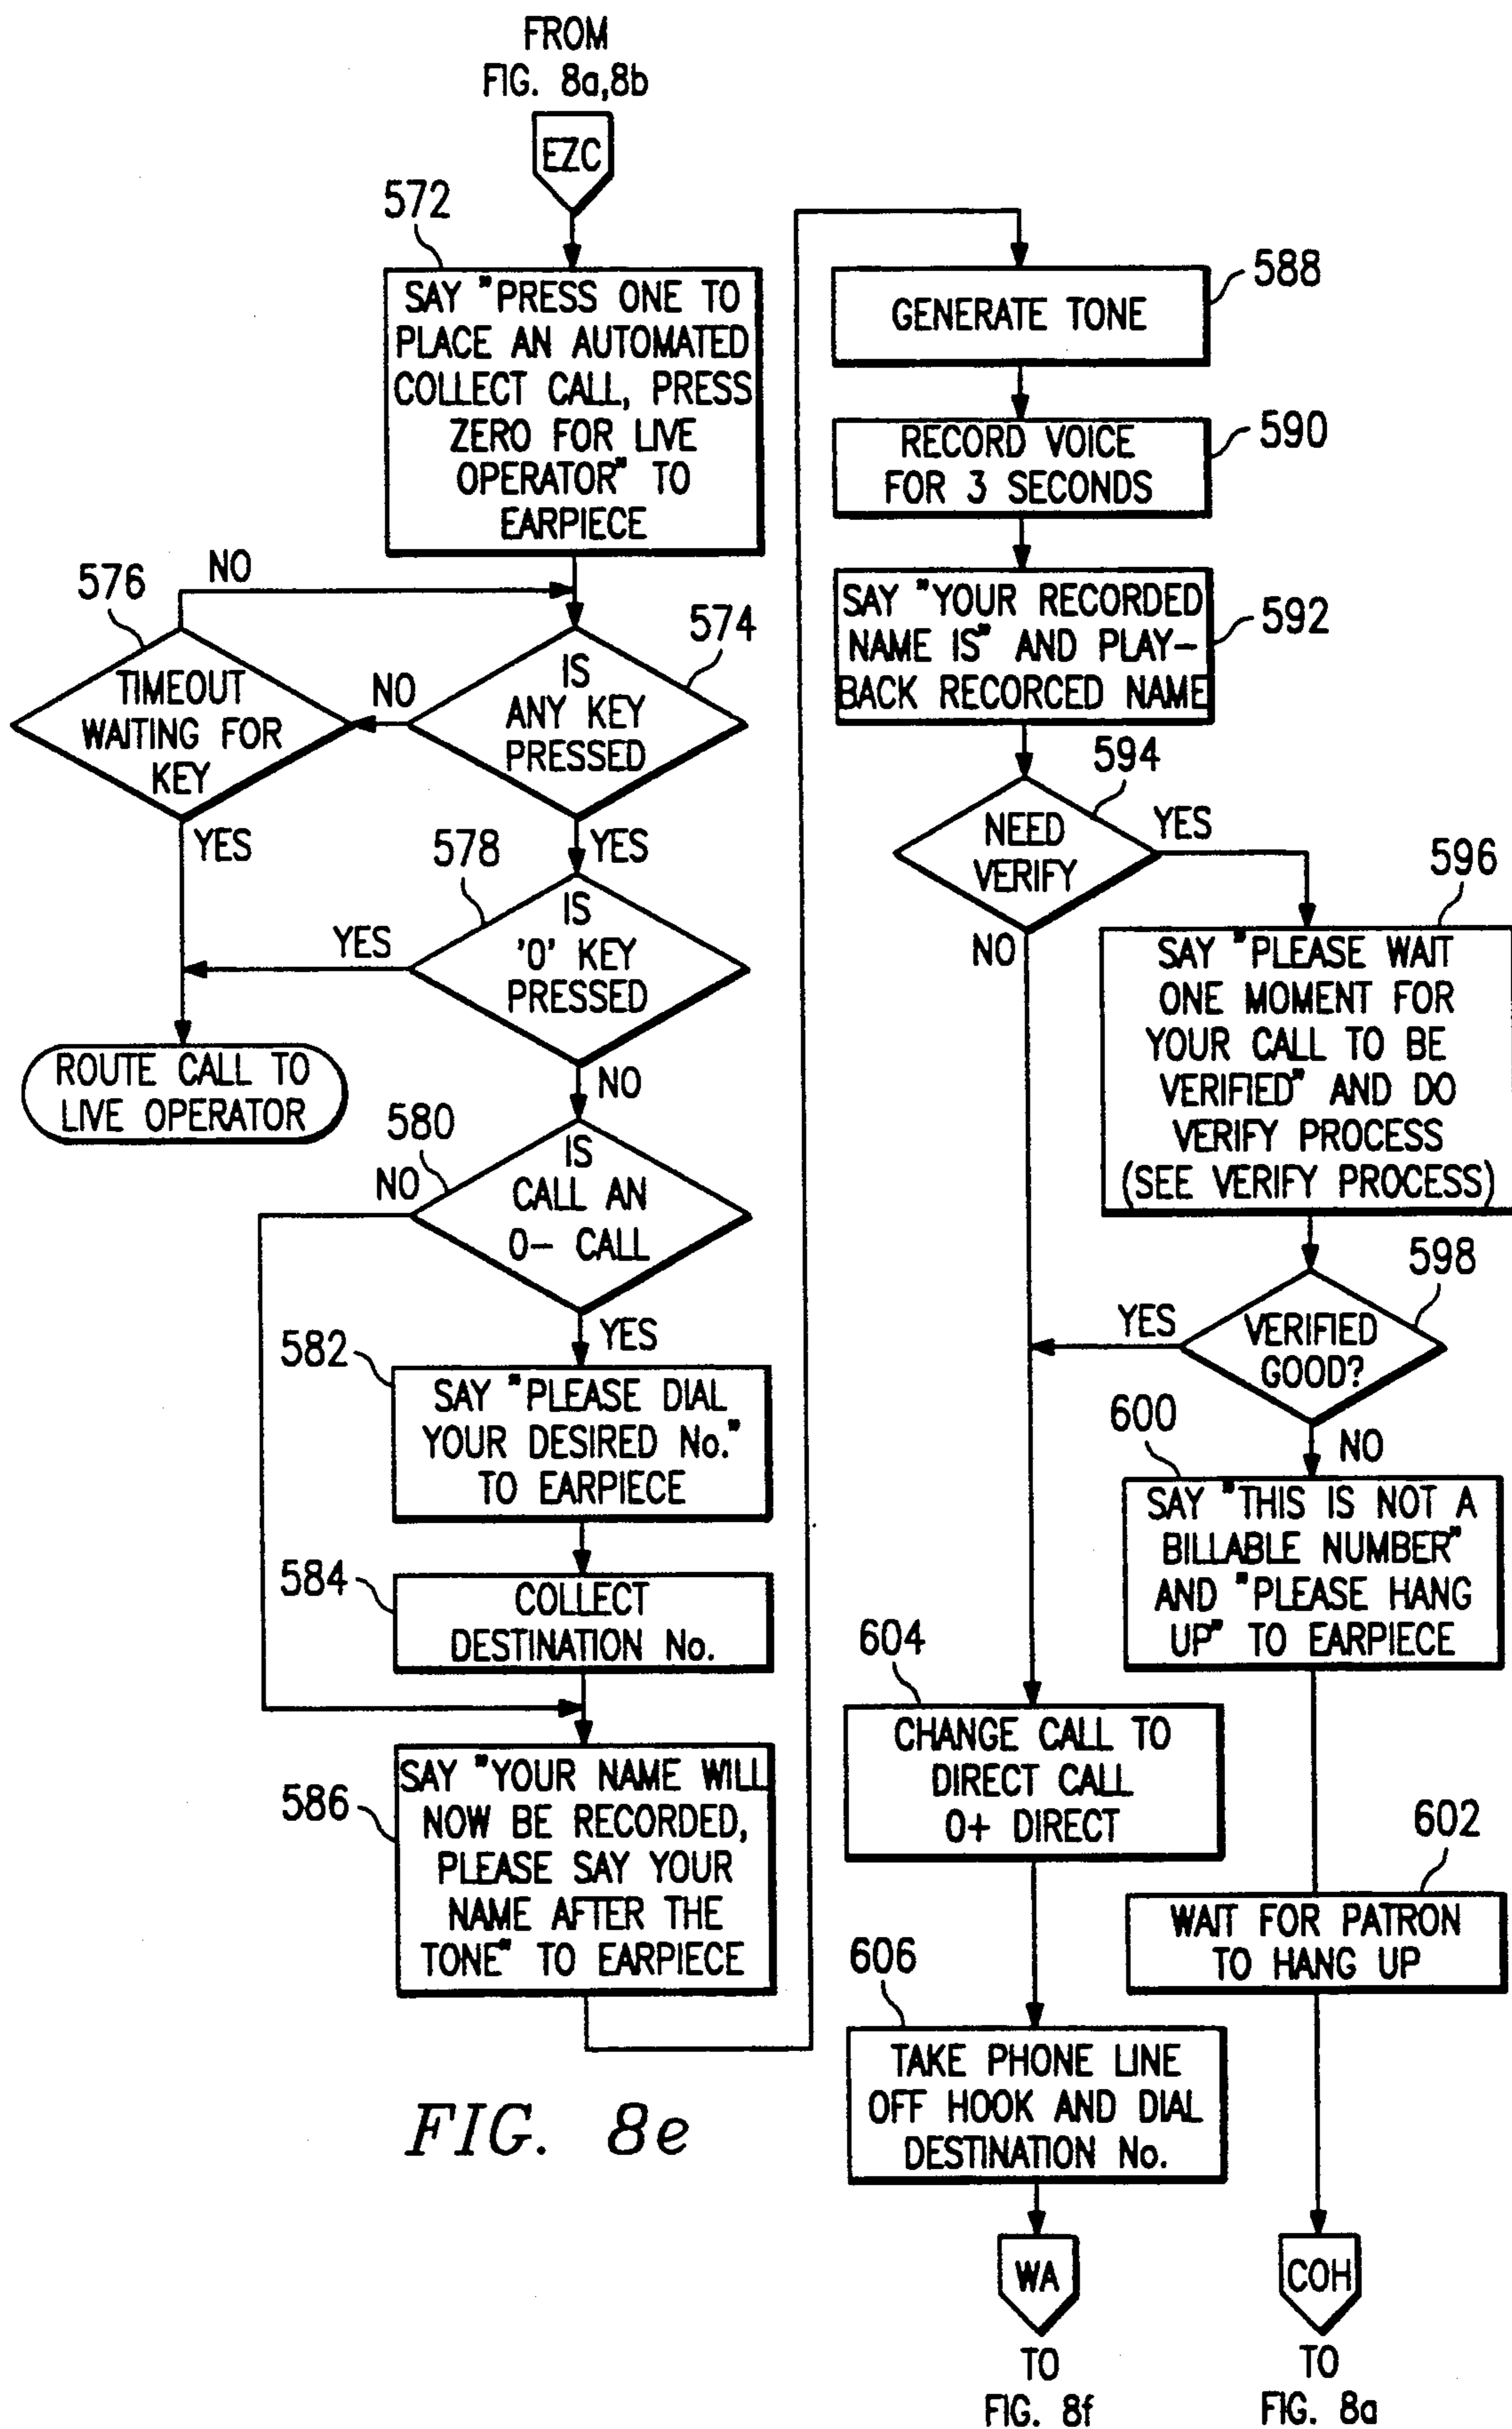 FROM
FIG. 8a,8b
EZC
572
SAY "PRESS ONE TO
PLACE AN AUTOMATED
COLLECT CALL, PRESS
ZERO FOR LIVE
OPERATOR" TO
EARPIECE
NO
576
TIMEOUT
WAITING FOR
KEY
NO
574
IS
ANY KEY
PRESSED
YES
YES
578
IS
'0' KEY
PRESSED
YES
ROUTE CALL TO
LIVE OPERATOR
NO
580
IS
CALL AN
0- CALL
NO
YES
582
SAY "PLEASE DIAL
YOUR DESIRED No."
TO EARPIECE
584
COLLECT
DESTINATION No.
586
SAY "YOUR NAME WILL
NOW BE RECORDED,
PLEASE SAY YOUR
NAME AFTER THE
TONE" TO EARPIECE
588
GENERATE TONE
590
RECORD VOICE
FOR 3 SECONDS
592
SAY "YOUR RECORDED
NAME IS" AND PLAY-
BACK RECORCED NAME
594
NEED
VERIFY
YES
NO
596
SAY "PLEASE WAIT
ONE MOMENT FOR
YOUR CALL TO BE
VERIFIED" AND DO
VERIFY PROCESS
(SEE VERIFY PROCESS)
598
VERIFIED
GOOD?
YES
NO
600
SAY "THIS IS NOT A
BILLABLE NUMBER"
AND "PLEASE HANG
UP" TO EARPIECE
604
CHANGE CALL TO
DIRECT CALL
0+ DIRECT
602
WAIT FOR PATRON
TO HANG UP
606
TAKE PHONE LINE
OFF HOOK AND DIAL
DESTINATION No.
WA
TO
FIG. 8f
COH
TO
FIG. 8a
FIG. 8e